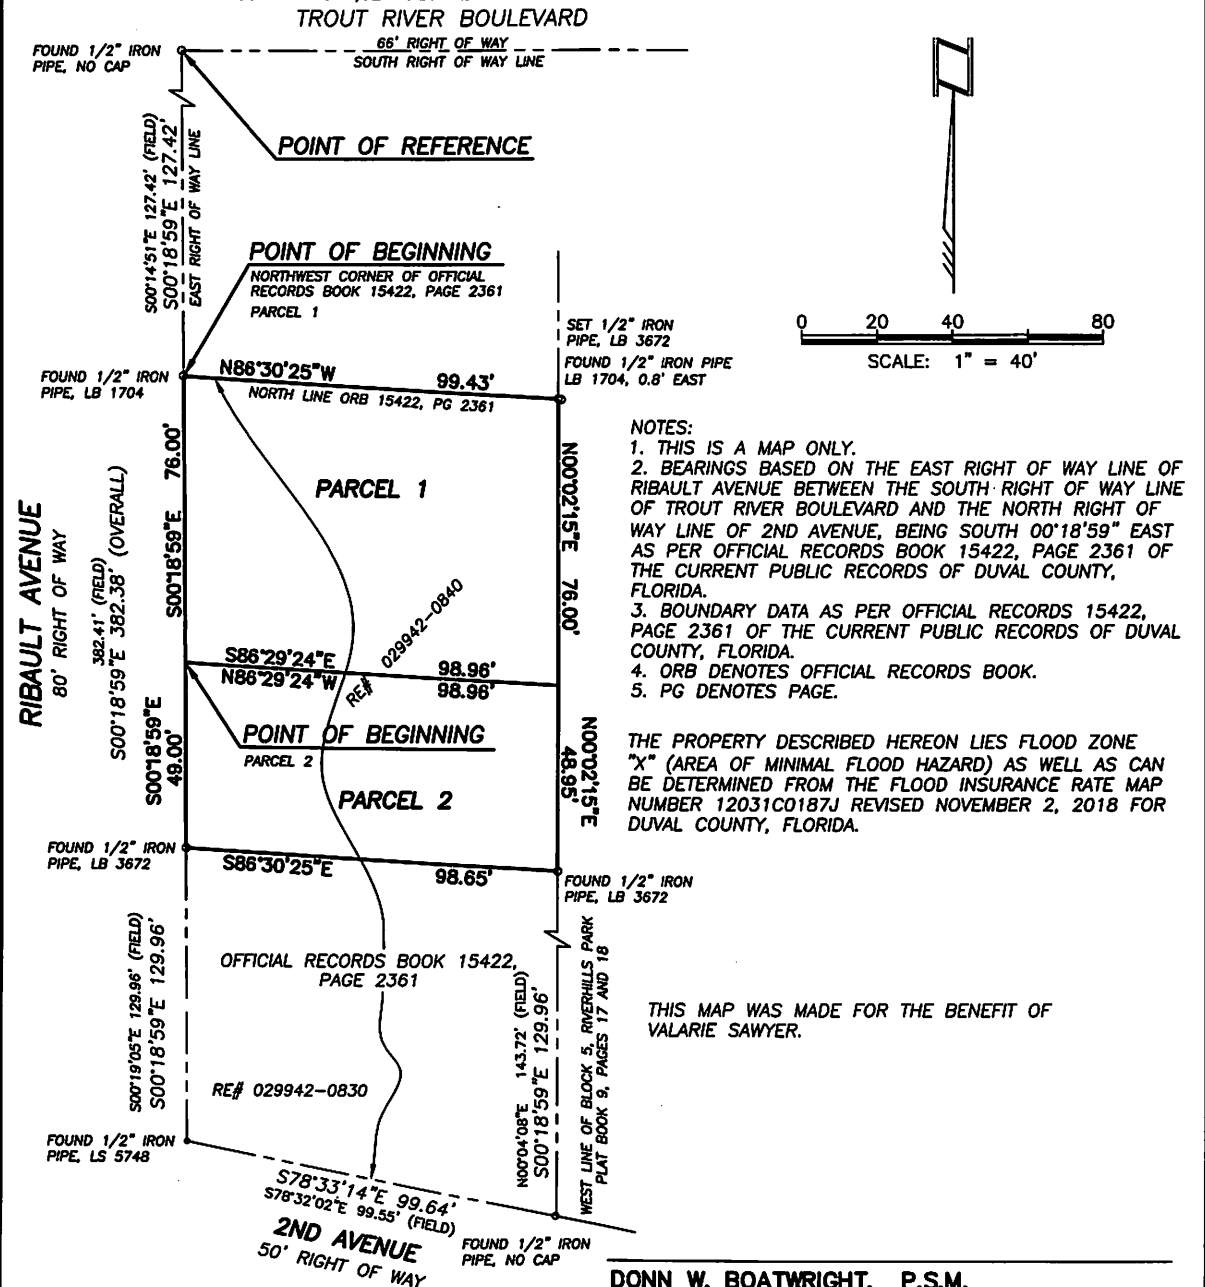 TROUT RIVER BOULEVARD
66' RIGHT OF WAY
SOUTH RIGHT OF WAY LINE
FOUND 1/2" IRON
PIPE, NO CAP
POINT OF REFERENCE
S00°14'51"E 127.42' (FIELD)
S00°18'59"E 127.42'
EAST RIGHT OF WAY LINE
POINT OF BEGINNING
NORTHWEST CORNER OF OFFICIAL
RECORDS BOOK 15422, PAGE 2361
PARCEL 1
SET 1/2" IRON
PIPE, LB 3672
FOUND 1/2" IRON PIPE
LB 1704, 0.8' EAST
0 20 40 80
SCALE: 1" = 40'
FOUND 1/2" IRON
PIPE, LB 1704
N86°30'25"W 99.43'
NORTH LINE ORB 15422, PG 2361
PARCEL 1
S00°18'59"E 76.00'
N00°02'15"E 76.00'
RIBAULT AVENUE
80' RIGHT OF WAY
382.41' (FIELD)
S00°18'59"E 382.38' (OVERALL)
RE# 029942-0840
S86°29'24"E 98.96'
N86°29'24"W 98.96'
POINT OF BEGINNING
PARCEL 2
S00°18'59"E
49.00'
N00°02'15"E
48.95'
PARCEL 2
FOUND 1/2" IRON
PIPE, LB 3672
S86°30'25"E 98.65'
FOUND 1/2" IRON
PIPE, LB 3672
NOTES:
1. THIS IS A MAP ONLY.
2. BEARINGS BASED ON THE EAST RIGHT OF WAY LINE OF
RIBAULT AVENUE BETWEEN THE SOUTH RIGHT OF WAY LINE
OF TROUT RIVER BOULEVARD AND THE NORTH RIGHT OF
WAY LINE OF 2ND AVENUE, BEING SOUTH 00°18'59" EAST
AS PER OFFICIAL RECORDS BOOK 15422, PAGE 2361 OF
THE CURRENT PUBLIC RECORDS OF DUVAL COUNTY,
FLORIDA.
3. BOUNDARY DATA AS PER OFFICIAL RECORDS 15422,
PAGE 2361 OF THE CURRENT PUBLIC RECORDS OF DUVAL
COUNTY, FLORIDA.
4. ORB DENOTES OFFICIAL RECORDS BOOK.
5. PG DENOTES PAGE.
THE PROPERTY DESCRIBED HEREON LIES FLOOD ZONE
"X" (AREA OF MINIMAL FLOOD HAZARD) AS WELL AS CAN
BE DETERMINED FROM THE FLOOD INSURANCE RATE MAP
NUMBER 12031C0187J REVISED NOVEMBER 2, 2018 FOR
DUVAL COUNTY, FLORIDA.
S00°19'05"E 129.96' (FIELD)
S00°18'59"E 129.96'
OFFICIAL RECORDS BOOK 15422,
PAGE 2361
N00°04'08"E 143.72' (FIELD)
S00°18'59"E 129.96'
WEST LINE OF BLOCK 5, RIVERHILLS PARK
PLAT BOOK 9, PAGES 17 AND 18
THIS MAP WAS MADE FOR THE BENEFIT OF
VALARIE SAWYER.
RE# 029942-0830
FOUND 1/2" IRON
PIPE, LS 5748
S78°33'14"E 99.64'
S78°32'02"E 99.55' (FIELD)
2ND AVENUE
50' RIGHT OF WAY
FOUND 1/2" IRON
PIPE, NO CAP
DONN W. BOATWRIGHT, P.S.M.